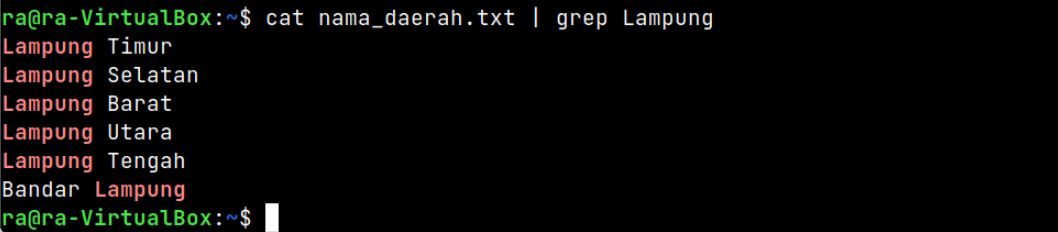 ra@ra-VirtualBox:~$ cat nama_daerah.txt | grep Lampung
Lampung Timur
Lampung Selatan
Lampung Barat
Lampung Utara
Lampung Tengah
Bandar Lampung
ra@ra-VirtualBox:~$